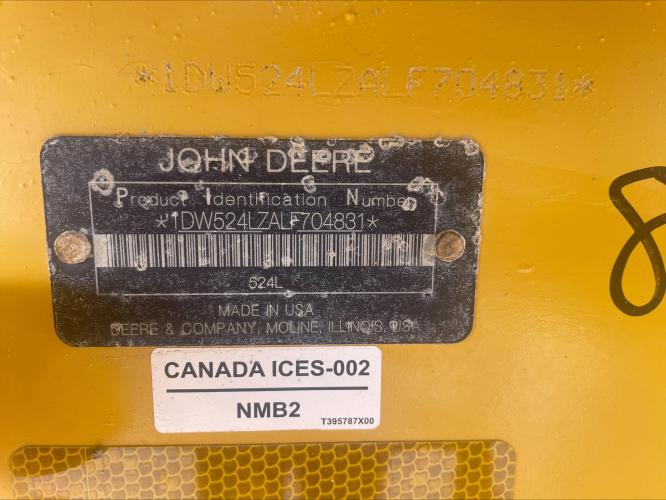 *1DW524LZALF704831*
JOHN DEERE
Product Identification Number
*1DW524LZALF704831*
524L
MADE IN USA
DEERE & COMPANY, MOLINE, ILLINOIS, USA
CANADA ICES-002
NMB2
T395787X00
8